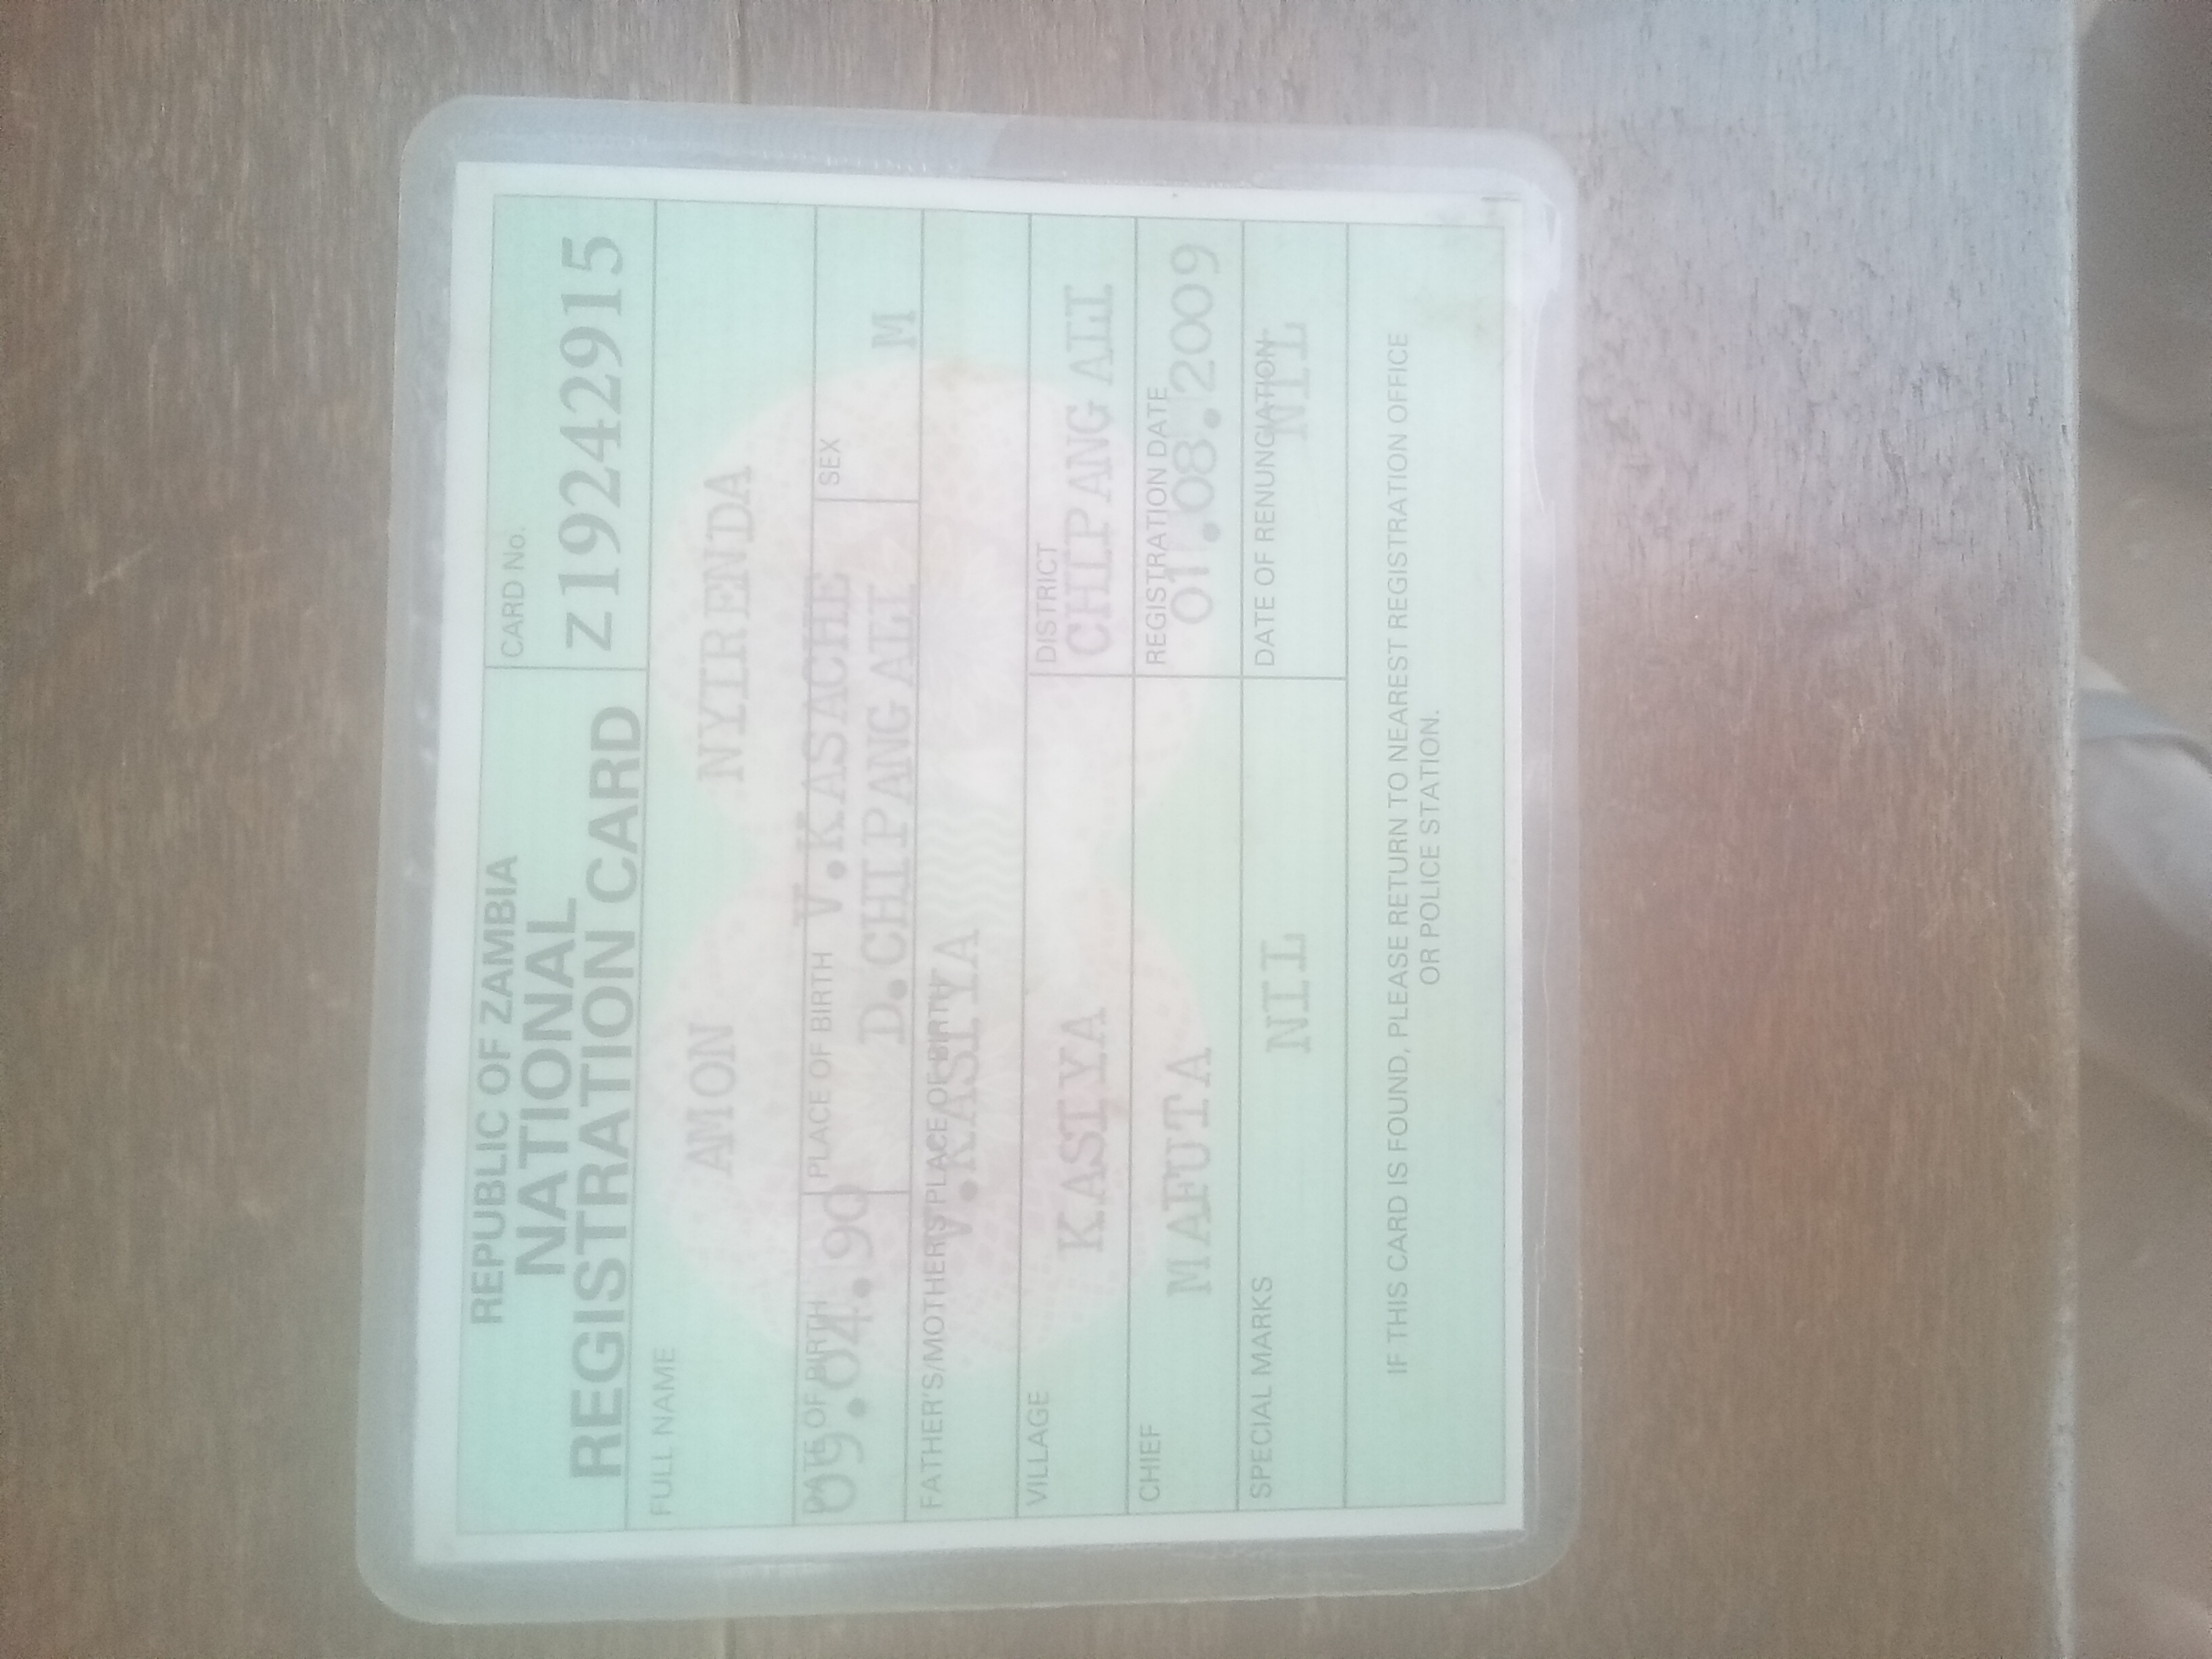 REPUBLIC OF ZAMBIA
NATIONAL
REGISTRATION CARD
CARD No.
Z19242915
FULL NAME
AMON NYIRENDA
DATE OF BIRTH
09.04.90
PLACE OF BIRTH V.KASACHE
D.CHIPANGALI
SEX
M
FATHER'S/MOTHER'S PLACE OF BIRTH
V.KASIYA
VILLAGE
KASIYA
DISTRICT
CHIPANGALI
CHIEF
MAFUTA
REGISTRATION DATE
01.08.2009
SPECIAL MARKS
NIL
DATE OF RENUNCIATION
NIL
IF THIS CARD IS FOUND, PLEASE RETURN TO NEAREST REGISTRATION OFFICE
OR POLICE STATION.